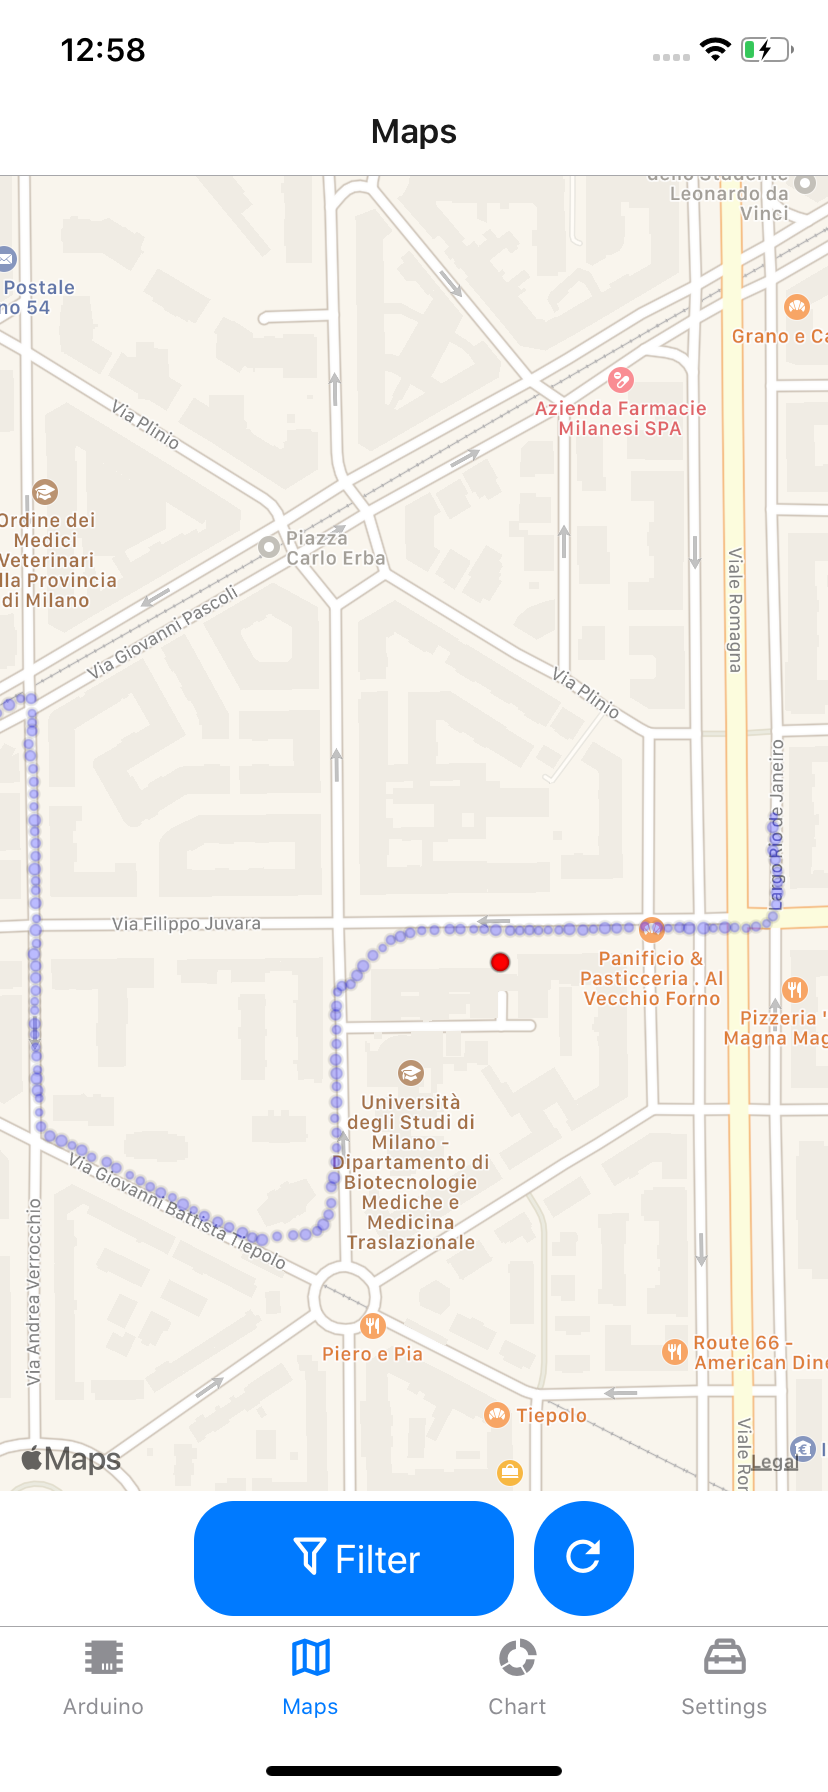 12:58
Maps
dello Studente
Leonardo da
Vinci
Postale
no 54
Grano e Ca
Azienda Farmacie
Milanesi SPA
Via Plinio
Ordine dei
Medici
Veterinari
lla Provincia
di Milano
Piazza
Carlo Erba
Via Giovanni Pascoli
Viale Romagna
Via Plinio
Largo Rio de Janeiro
Via Filippo Juvara
Panificio &
Pasticceria . Al
Vecchio Forno
Pizzeria '
Magna Mag
Università
degli Studi di
Milano -
Dipartamento di
Biotecnologie
Mediche e
Medicina
Traslazionale
Via Giovanni Battista Tiepolo
Via Andrea Verrocchio
Piero e Pia
Route 66 -
American Dine
Tiepolo
Viale Ron
Maps
Legal
Filter
Arduino
Maps
Chart
Settings